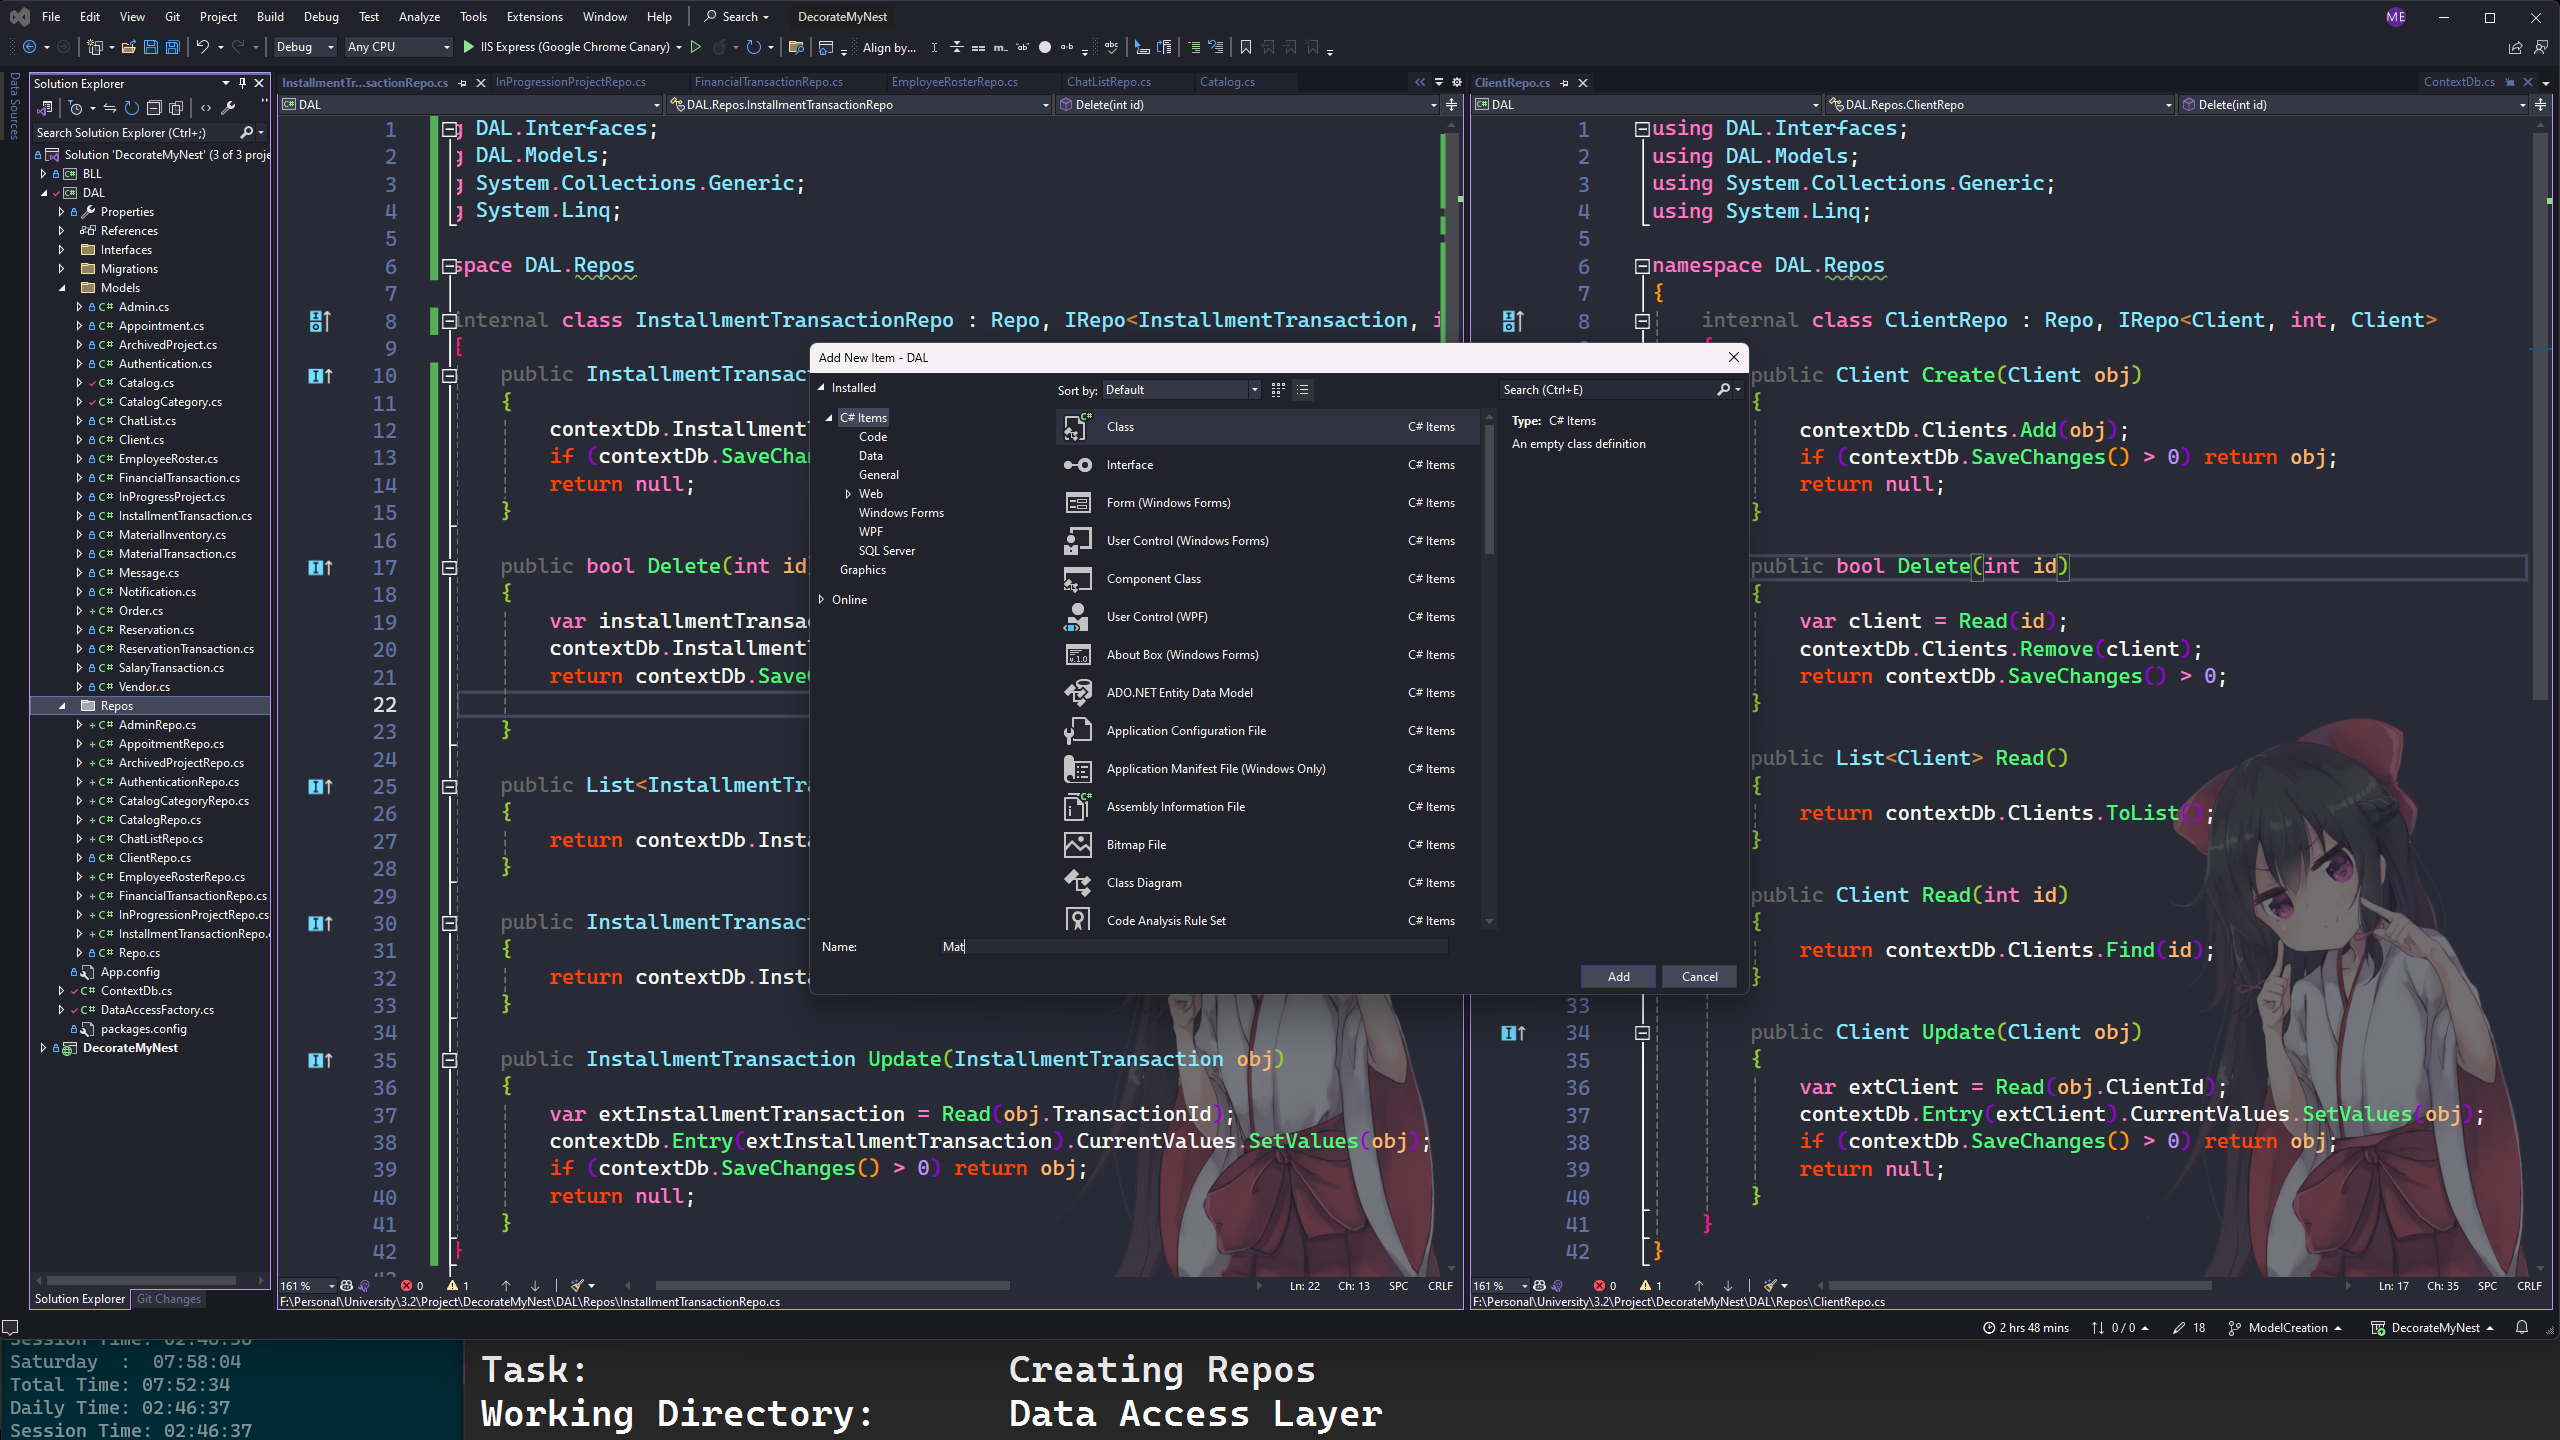 File Edit View Git Project Build Debug Test Analyze Tools Extensions Window Help Search DecorateMyNest ME
Debug Any CPU IIS Express (Google Chrome Canary) Align by...
Data Sources
Solution Explorer
Search Solution Explorer (Ctrl+;)
Solution 'DecorateMyNest' (3 of 3 proje
BLL
DAL
Properties
References
Interfaces
Migrations
Models
Admin.cs
Appointment.cs
ArchivedProject.cs
Authentication.cs
Catalog.cs
CatalogCategory.cs
ChatList.cs
Client.cs
EmployeeRoster.cs
FinancialTransaction.cs
InProgressProject.cs
InstallmentTransaction.cs
MaterialInventory.cs
MaterialTransaction.cs
Message.cs
Notification.cs
Order.cs
Reservation.cs
ReservationTransaction.cs
SalaryTransaction.cs
Vendor.cs
Repos
AdminRepo.cs
AppoitmentRepo.cs
ArchivedProjectRepo.cs
AuthenticationRepo.cs
CatalogCategoryRepo.cs
CatalogRepo.cs
ChatListRepo.cs
ClientRepo.cs
EmployeeRosterRepo.cs
FinancialTransactionRepo.cs
InProgressionProjectRepo.cs
InstallmentTransactionRepo.
Repo.cs
App.config
ContextDb.cs
DataAccessFactory.cs
packages.config
DecorateMyNest
Solution Explorer Git Changes
InstallmentTr...sactionRepo.cs InProgressionProjectRepo.cs FinancialTransactionRepo.cs EmployeeRosterRepo.cs ChatListRepo.cs Catalog.cs
DAL DAL.Repos.InstallmentTransactionRepo Delete(int id)
1 g DAL.Interfaces;
2 g DAL.Models;
3 g System.Collections.Generic;
4 g System.Linq;
5
6 space DAL.Repos
7
8 internal class InstallmentTransactionRepo : Repo, IRepo<InstallmentTransaction, i
9 {
10 public InstallmentTransact
11 {
12 contextDb.InstallmentT
13 if (contextDb.SaveChan
14 return null;
15 }
16
17 public bool Delete(int id
18 {
19 var installmentTransac
20 contextDb.InstallmentT
21 return contextDb.SaveC
22
23 }
24
25 public List<InstallmentTra
26 {
27 return contextDb.Insta
28 }
29
30 public InstallmentTransact
31 {
32 return contextDb.Insta
33 }
34
35 public InstallmentTransaction Update(InstallmentTransaction obj)
36 {
37 var extInstallmentTransaction = Read(obj.TransactionId);
38 contextDb.Entry(extInstallmentTransaction).CurrentValues.SetValues(obj);
39 if (contextDb.SaveChanges() > 0) return obj;
40 return null;
41 }
42 }
161 % 0 1 Ln: 22 Ch: 13 SPC CRLF
F:\Personal\University\3.2\Project\DecorateMyNest\DAL\Repos\InstallmentTransactionRepo.cs
Add New Item - DAL
Installed
C# Items
Code
Data
General
Web
Windows Forms
WPF
SQL Server
Graphics
Online
Sort by: Default
Class C# Items
Interface C# Items
Form (Windows Forms) C# Items
User Control (Windows Forms) C# Items
Component Class C# Items
User Control (WPF) C# Items
About Box (Windows Forms) C# Items
ADO.NET Entity Data Model C# Items
Application Configuration File C# Items
Application Manifest File (Windows Only) C# Items
Assembly Information File C# Items
Bitmap File C# Items
Class Diagram C# Items
Code Analysis Rule Set C# Items
Search (Ctrl+E)
Type: C# Items
An empty class definition
Name: Mat
Add Cancel
ClientRepo.cs ContextDb.cs
DAL DAL.Repos.ClientRepo Delete(int id)
1 using DAL.Interfaces;
2 using DAL.Models;
3 using System.Collections.Generic;
4 using System.Linq;
5
6 namespace DAL.Repos
7 {
8 internal class ClientRepo : Repo, IRepo<Client, int, Client>
public Client Create(Client obj)
{
contextDb.Clients.Add(obj);
if (contextDb.SaveChanges() > 0) return obj;
return null;
}
public bool Delete(int id)
{
var client = Read(id);
contextDb.Clients.Remove(client);
return contextDb.SaveChanges() > 0;
}
public List<Client> Read()
{
return contextDb.Clients.ToList();
}
public Client Read(int id)
{
return contextDb.Clients.Find(id);
}
33
34 public Client Update(Client obj)
35 {
36 var extClient = Read(obj.ClientId);
37 contextDb.Entry(extClient).CurrentValues.SetValues(obj);
38 if (contextDb.SaveChanges() > 0) return obj;
39 return null;
40 }
41 }
42 }
161 % 0 1 Ln: 17 Ch: 35 SPC CRLF
F:\Personal\University\3.2\Project\DecorateMyNest\DAL\Repos\ClientRepo.cs
2 hrs 48 mins 0 / 0 18 ModelCreation DecorateMyNest
Saturday : 07:58:04
Total Time: 07:52:34
Daily Time: 02:46:37
Session Time: 02:46:37
Task: Creating Repos
Working Directory: Data Access Layer